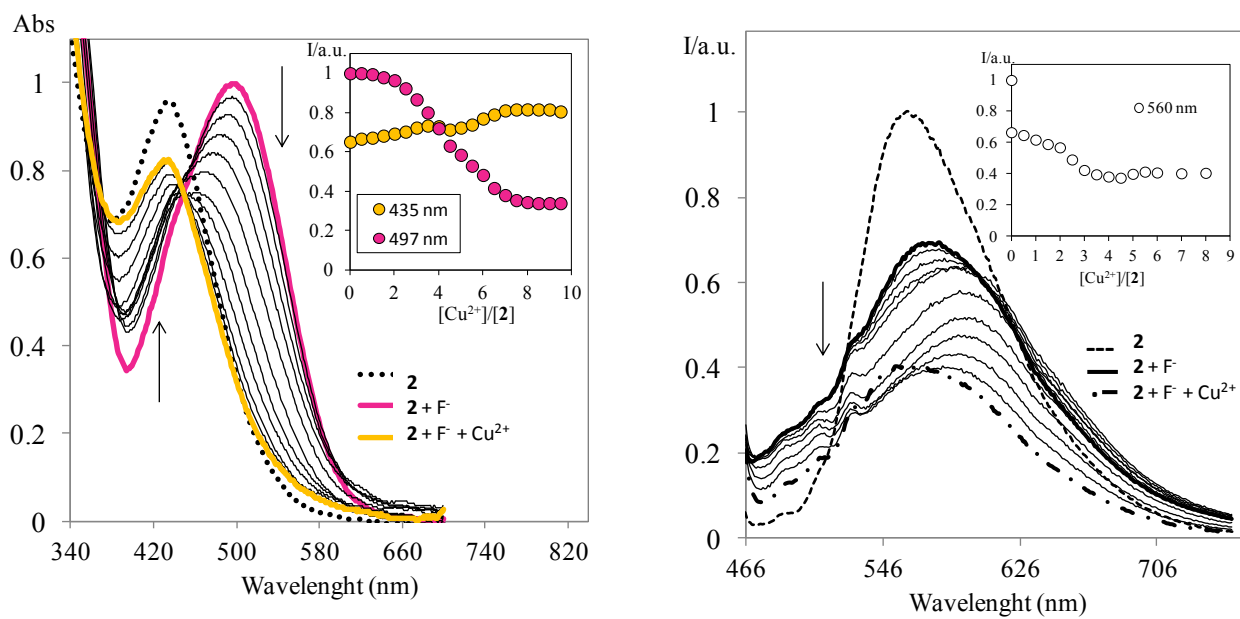 Abs
1
0.8
0.6
0.4
0.2
0
340 420 500 580 660 740 820
Wavelenght (nm)
I/a.u.
1
0.8
0.6
0.4
0.2
0
0 2 4 6 8 10
[Cu²⁺]/[2]
435 nm
497 nm
2
2 + F⁻
2 + F⁻ + Cu²⁺
I/a.u.
1
0.8
0.6
0.4
0.2
0
466 546 626 706
Wavelenght (nm)
I/a.u.
1
0.8
0.6
0.4
0.2
0
0 1 2 3 4 5 6 7 8 9
[Cu²⁺]/[2]
560 nm
2
2 + F⁻
2 + F⁻ + Cu²⁺